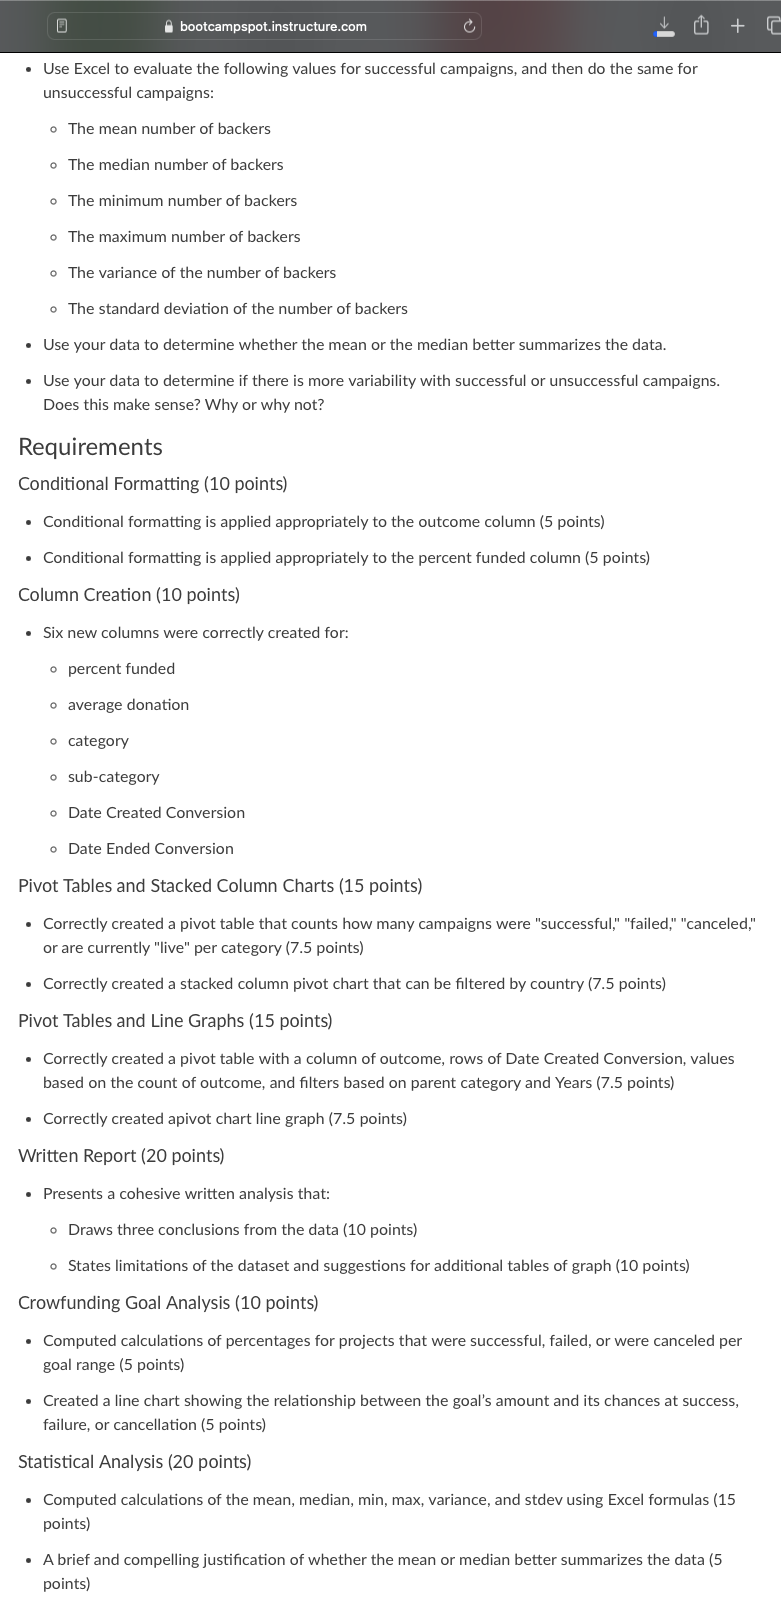 bootcampspot.instructure.com
• Use Excel to evaluate the following values for successful campaigns, and then do the same for
unsuccessful campaigns:
◦ The mean number of backers
◦ The median number of backers
◦ The minimum number of backers
◦ The maximum number of backers
◦ The variance of the number of backers
◦ The standard deviation of the number of backers
• Use your data to determine whether the mean or the median better summarizes the data.
• Use your data to determine if there is more variability with successful or unsuccessful campaigns.
Does this make sense? Why or why not?
Requirements
Conditional Formatting (10 points)
• Conditional formatting is applied appropriately to the outcome column (5 points)
• Conditional formatting is applied appropriately to the percent funded column (5 points)
Column Creation (10 points)
• Six new columns were correctly created for:
◦ percent funded
◦ average donation
◦ category
◦ sub-category
◦ Date Created Conversion
◦ Date Ended Conversion
Pivot Tables and Stacked Column Charts (15 points)
• Correctly created a pivot table that counts how many campaigns were "successful," "failed," "canceled,"
or are currently "live" per category (7.5 points)
• Correctly created a stacked column pivot chart that can be filtered by country (7.5 points)
Pivot Tables and Line Graphs (15 points)
• Correctly created a pivot table with a column of outcome, rows of Date Created Conversion, values
based on the count of outcome, and filters based on parent category and Years (7.5 points)
• Correctly created apivot chart line graph (7.5 points)
Written Report (20 points)
• Presents a cohesive written analysis that:
◦ Draws three conclusions from the data (10 points)
◦ States limitations of the dataset and suggestions for additional tables of graph (10 points)
Crowfunding Goal Analysis (10 points)
• Computed calculations of percentages for projects that were successful, failed, or were canceled per
goal range (5 points)
• Created a line chart showing the relationship between the goal’s amount and its chances at success,
failure, or cancellation (5 points)
Statistical Analysis (20 points)
• Computed calculations of the mean, median, min, max, variance, and stdev using Excel formulas (15
points)
• A brief and compelling justification of whether the mean or median better summarizes the data (5
points)